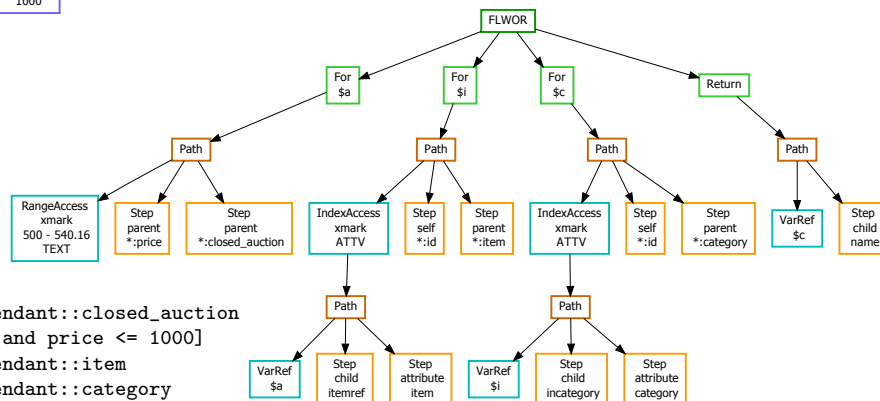 1000
FLWOR
For
$a
For
$i
For
$c
Return
Path
Path
Path
Path
RangeAccess
xmark
500 - 540.16
TEXT
Step
parent
*:price
Step
parent
*:closed_auction
IndexAccess
xmark
ATTV
Step
self
*:id
Step
parent
*:item
IndexAccess
xmark
ATTV
Step
self
*:id
Step
parent
*:category
VarRef
$c
Step
child
name
Path
Path
VarRef
$a
Step
child
itemref
Step
attribute
item
VarRef
$i
Step
child
incategory
Step
attribute
category
endant::closed_auction
and price <= 1000]
endant::item
endant::category